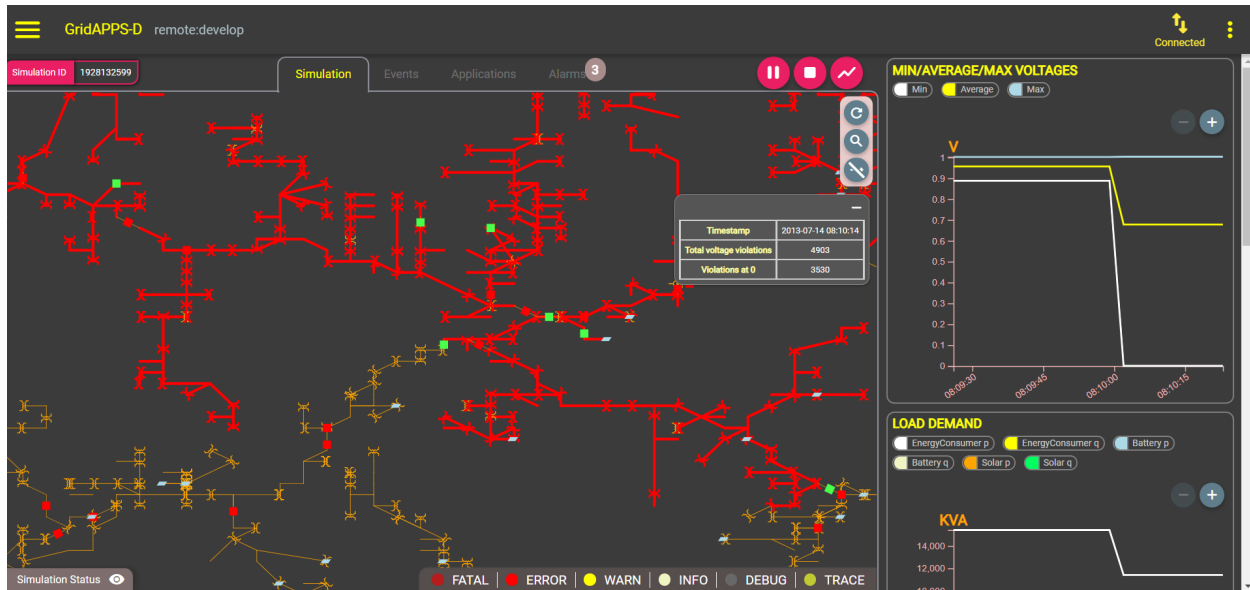 GridAPPS-D remote:develop
Connected
Simulation ID 1928132599
Simulation Events Applications Alarms 3
Timestamp 2013-07-14 08:10:14
Total voltage violations 4903
Violations at 0 3530
Simulation Status
FATAL ERROR WARN INFO DEBUG TRACE
MIN/AVERAGE/MAX VOLTAGES
Min Average Max
V
1
0.9
0.8
0.7
0.6
0.5
0.4
0.3
0.2
0.1
0
08:09:30 08:09:45 08:10:00 08:10:15
LOAD DEMAND
EnergyConsumer p EnergyConsumer q Battery p
Battery q Solar p Solar q
KVA
14,000
12,000